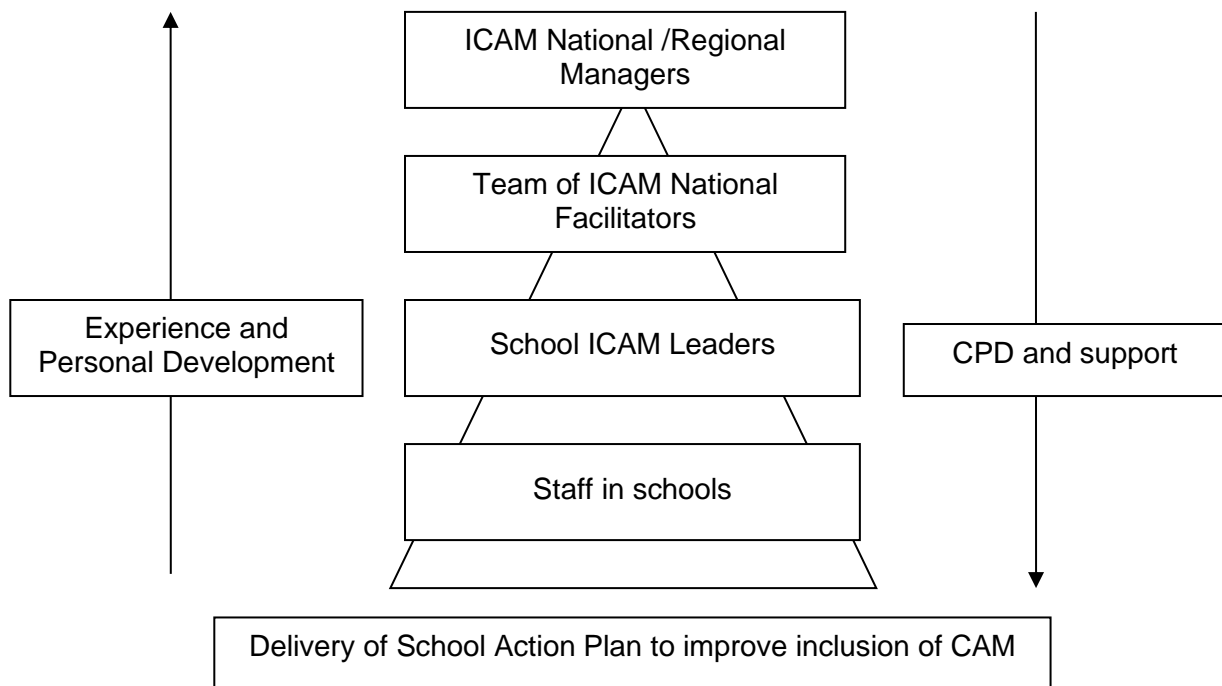 ICAM National /Regional
Managers
Team of ICAM National
Facilitators
Experience and
Personal Development
School ICAM Leaders
CPD and support
Staff in schools
Delivery of School Action Plan to improve inclusion of CAM